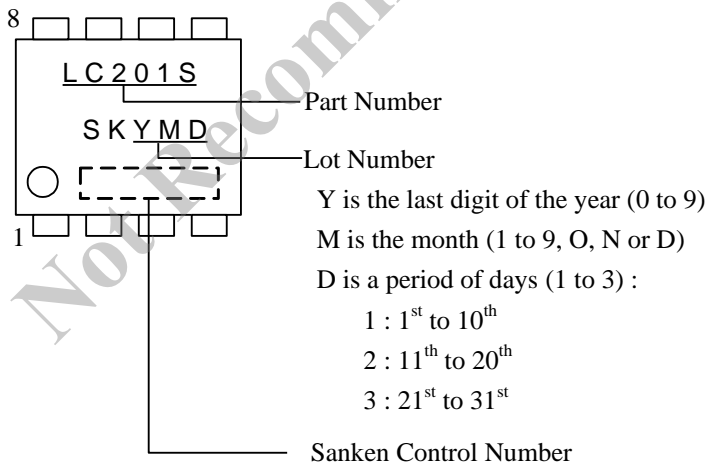 8
LC201S
Part Number
SKYMD
Lot Number
Y is the last digit of the year (0 to 9)
M is the month (1 to 9, O, N or D)
1
D is a period of days (1 to 3) :
1 : 1st to 10th
2 : 11th to 20th
3 : 21st to 31st
Sanken Control Number
Not Recom